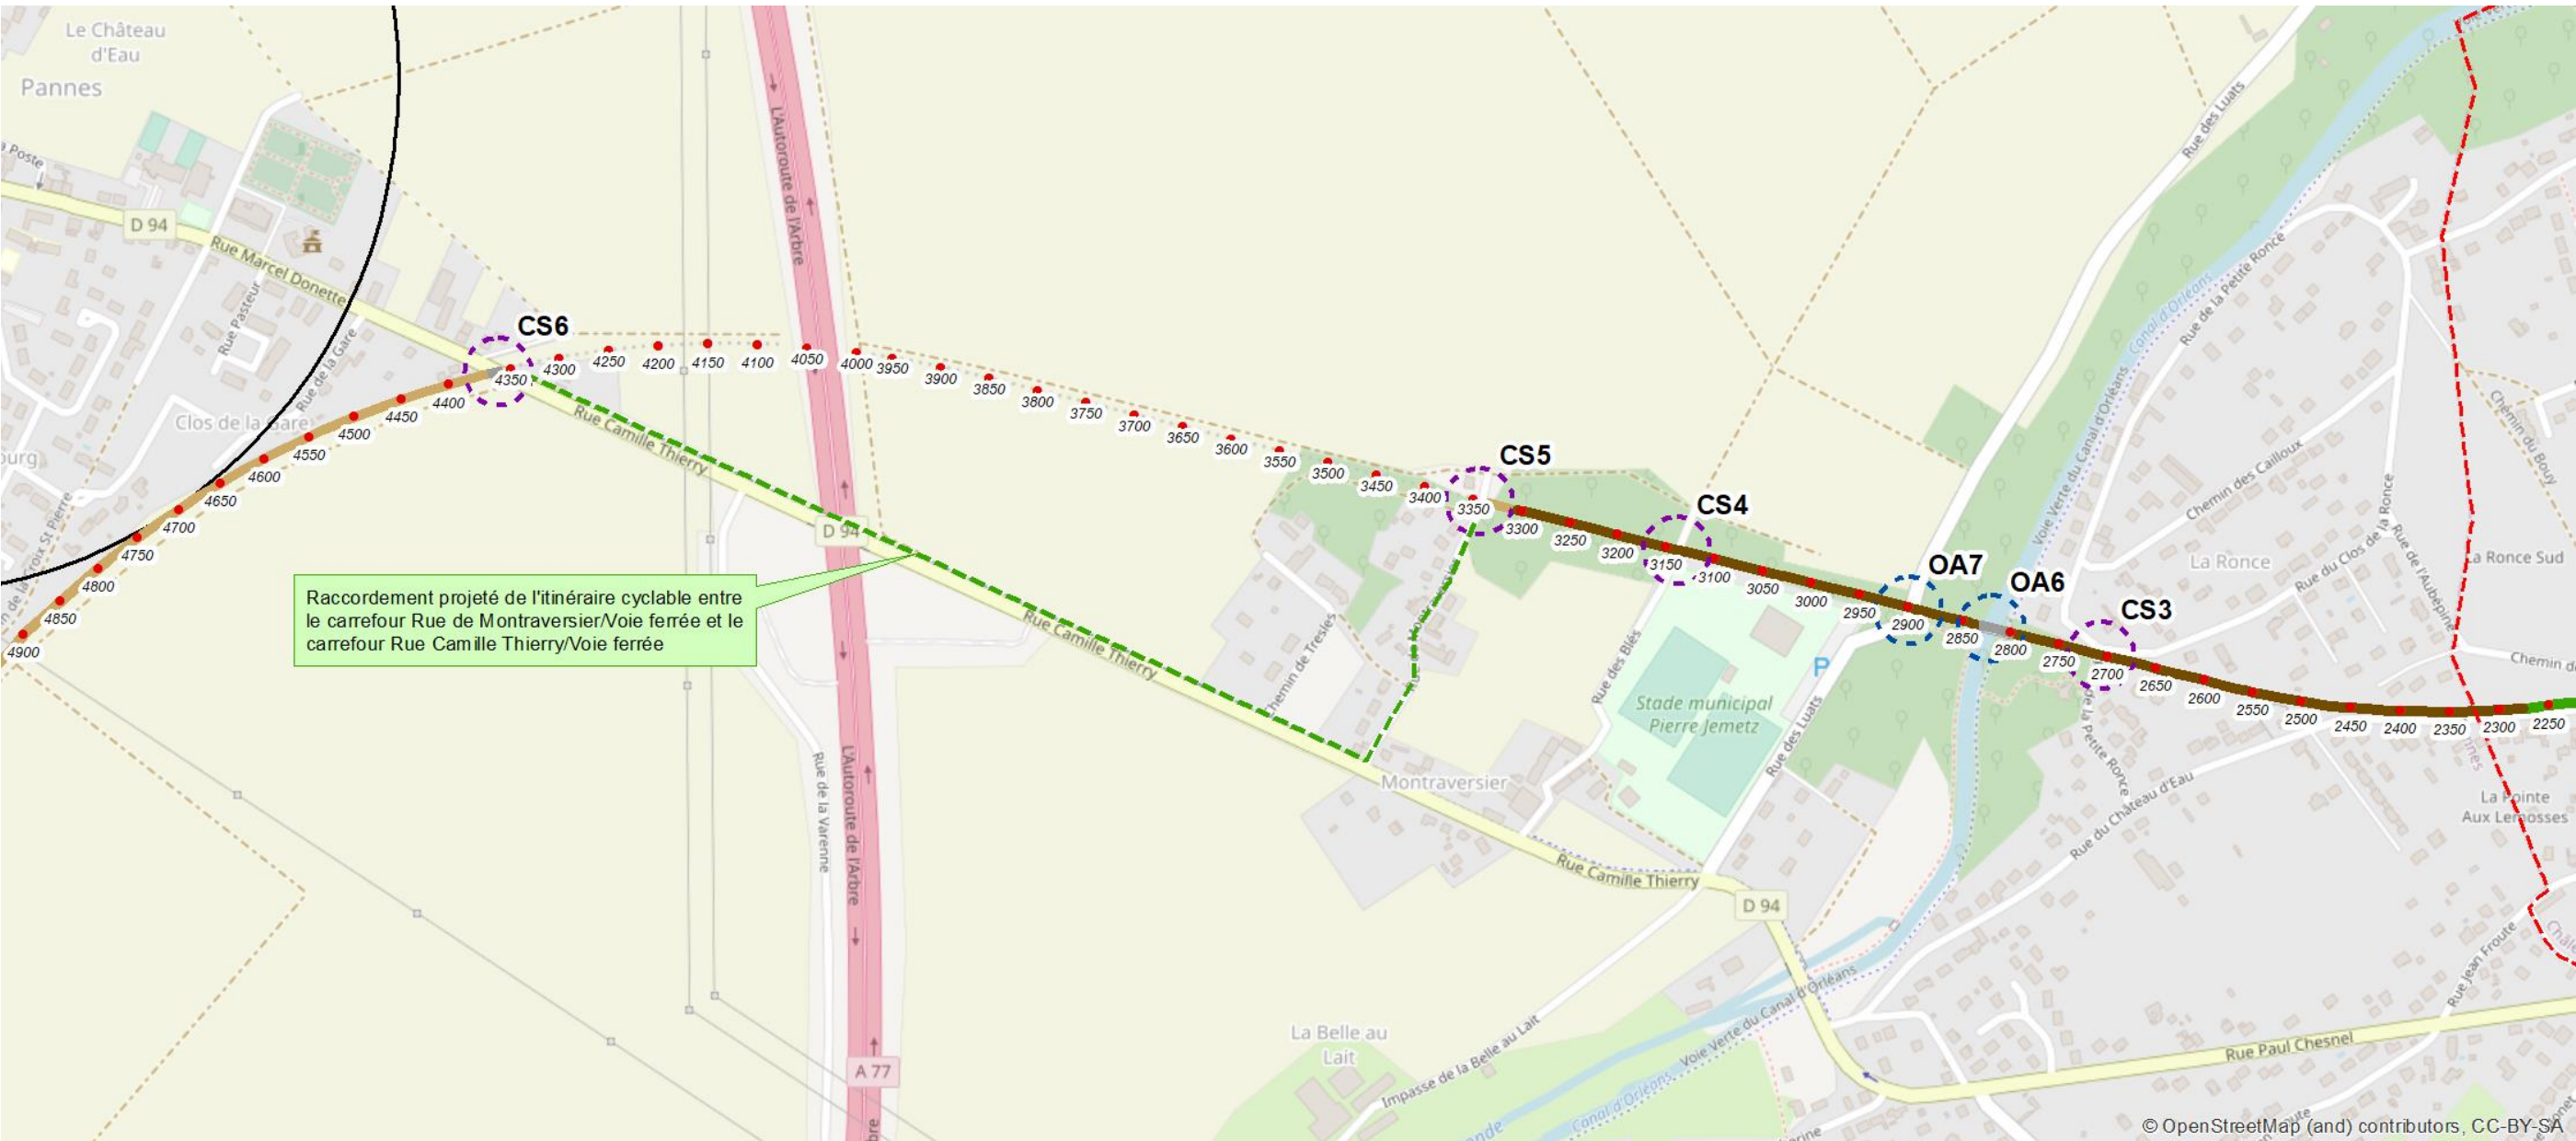 Le Château
d'Eau
Pannes
D 94
Rue Marcel Donette
Rue Pasteur
Rue de la Gare
Clos de la Gare
CS6
L'Autoroute de l'Arbre
4900
4850
4800
4750
4700
4650
4600
4550
4500
4450
4400
4350
4300
4250
4200
4150
4100
4050
4000
3950
3900
3850
3800
3750
3700
3650
3600
3550
3500
3450
3400
3350
3300
3250
3200
3150
3100
3050
3000
2950
2900
2850
2800
2750
2700
2650
2600
2550
2500
2450
2400
2350
2300
2250
CS5
CS4
OA7
OA6
CS3
Rue Camille Thierry
D 94
Raccordement projeté de l'itinéraire cyclable entre
le carrefour Rue de Montraversier/Voie ferrée et le
carrefour Rue Camille Thierry/Voie ferrée
Rue Camille Thierry
Chemin de Tresles
Rue des Blés
Stade municipal
Pierre Jemetz
P
Rue des Luats
Rue des Luats
Canal d'Orléans
Voie Verte du Canal d'Orléans
Rue de la Petite Ronce
Chemin des Cailloux
La Ronce
Rue du Clos de la Ronce
Rue de l'Aubépine
Chemin du Bouy
La Ronce Sud
Rue du Château d'Eau
La Pointe
Aux Lemosses
Montraversier
Rue de la Varenne
L'Autoroute de l'Arbre
A 77
Rue Camille Thierry
D 94
La Belle au
Lait
Impasse de la Belle au Lait
Canal d'Orléans
Voie Verte du Canal d'Orléans
Rue Jean Froute
Rue Paul Chesnel
© OpenStreetMap (and) contributors, CC-BY-SA